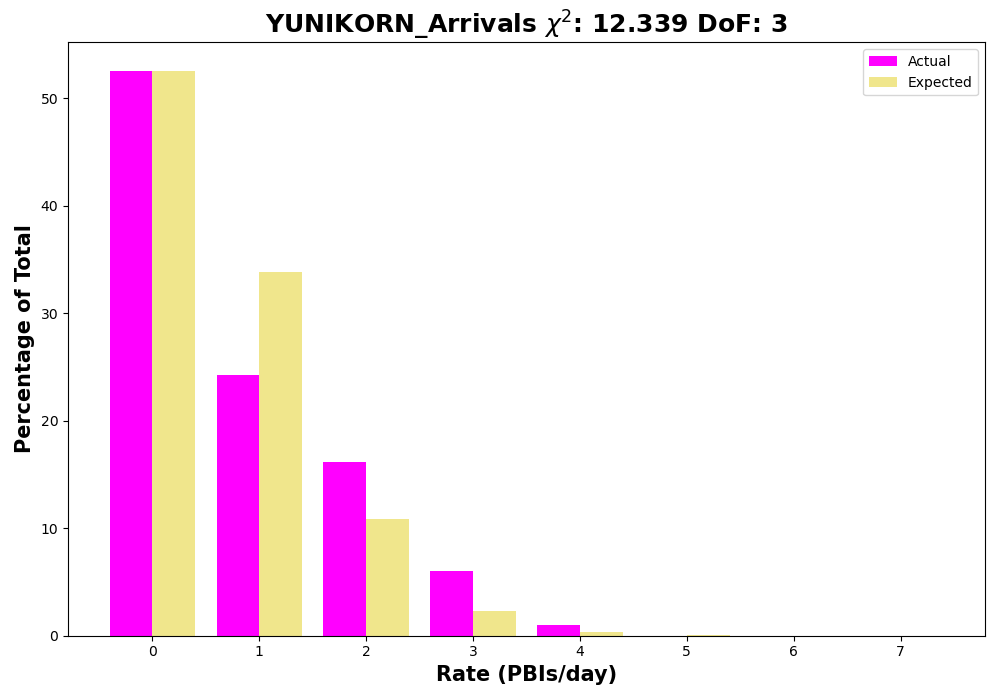 YUNIKORN_Arrivals χ²: 12.339 DoF: 3
Actual
Expected
Percentage of Total
50
40
30
20
10
0
0 1 2 3 4 5 6 7
Rate (PBIs/day)